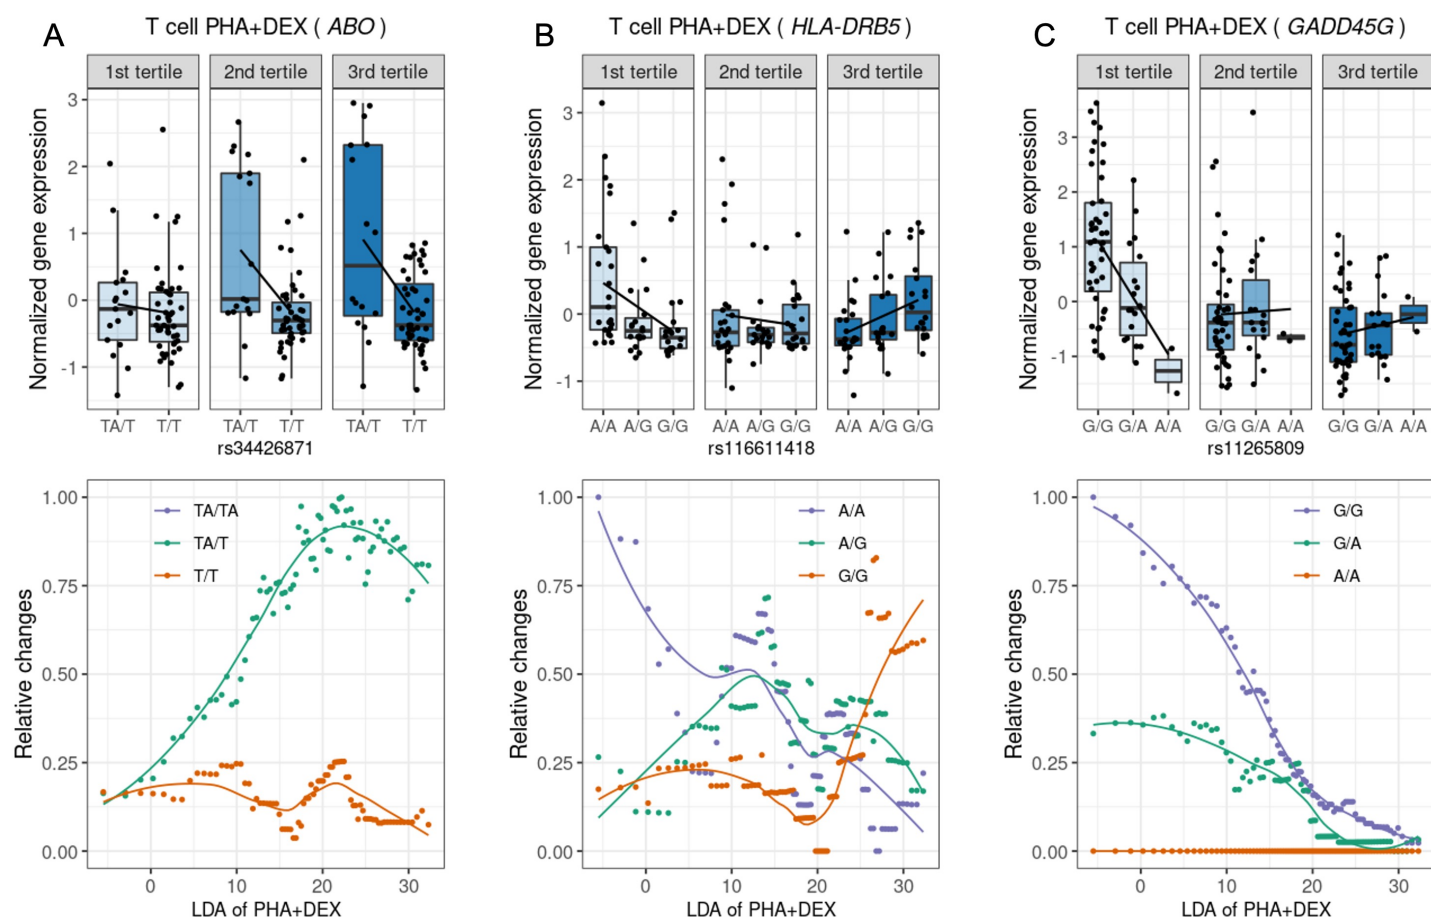 A
T cell PHA+DEX ( ABO )
1st tertile 2nd tertile 3rd tertile
Normalized gene expression
3
2
1
0
-1
TA/T T/T TA/T T/T TA/T T/T
rs34426871
B
T cell PHA+DEX ( HLA-DRB5 )
1st tertile 2nd tertile 3rd tertile
Normalized gene expression
3
2
1
0
-1
A/A A/G G/G A/A A/G G/G A/A A/G G/G
rs116611418
C
T cell PHA+DEX ( GADD45G )
1st tertile 2nd tertile 3rd tertile
Normalized gene expression
3
2
1
0
-1
G/G G/A A/A G/G G/A A/A G/G G/A A/A
rs11265809
Relative changes
1.00
0.75
0.50
0.25
0.00
TA/TA
TA/T
T/T
0 10 20 30
LDA of PHA+DEX
Relative changes
1.00
0.75
0.50
0.25
0.00
A/A
A/G
G/G
0 10 20 30
LDA of PHA+DEX
Relative changes
1.00
0.75
0.50
0.25
0.00
G/G
G/A
A/A
0 10 20 30
LDA of PHA+DEX